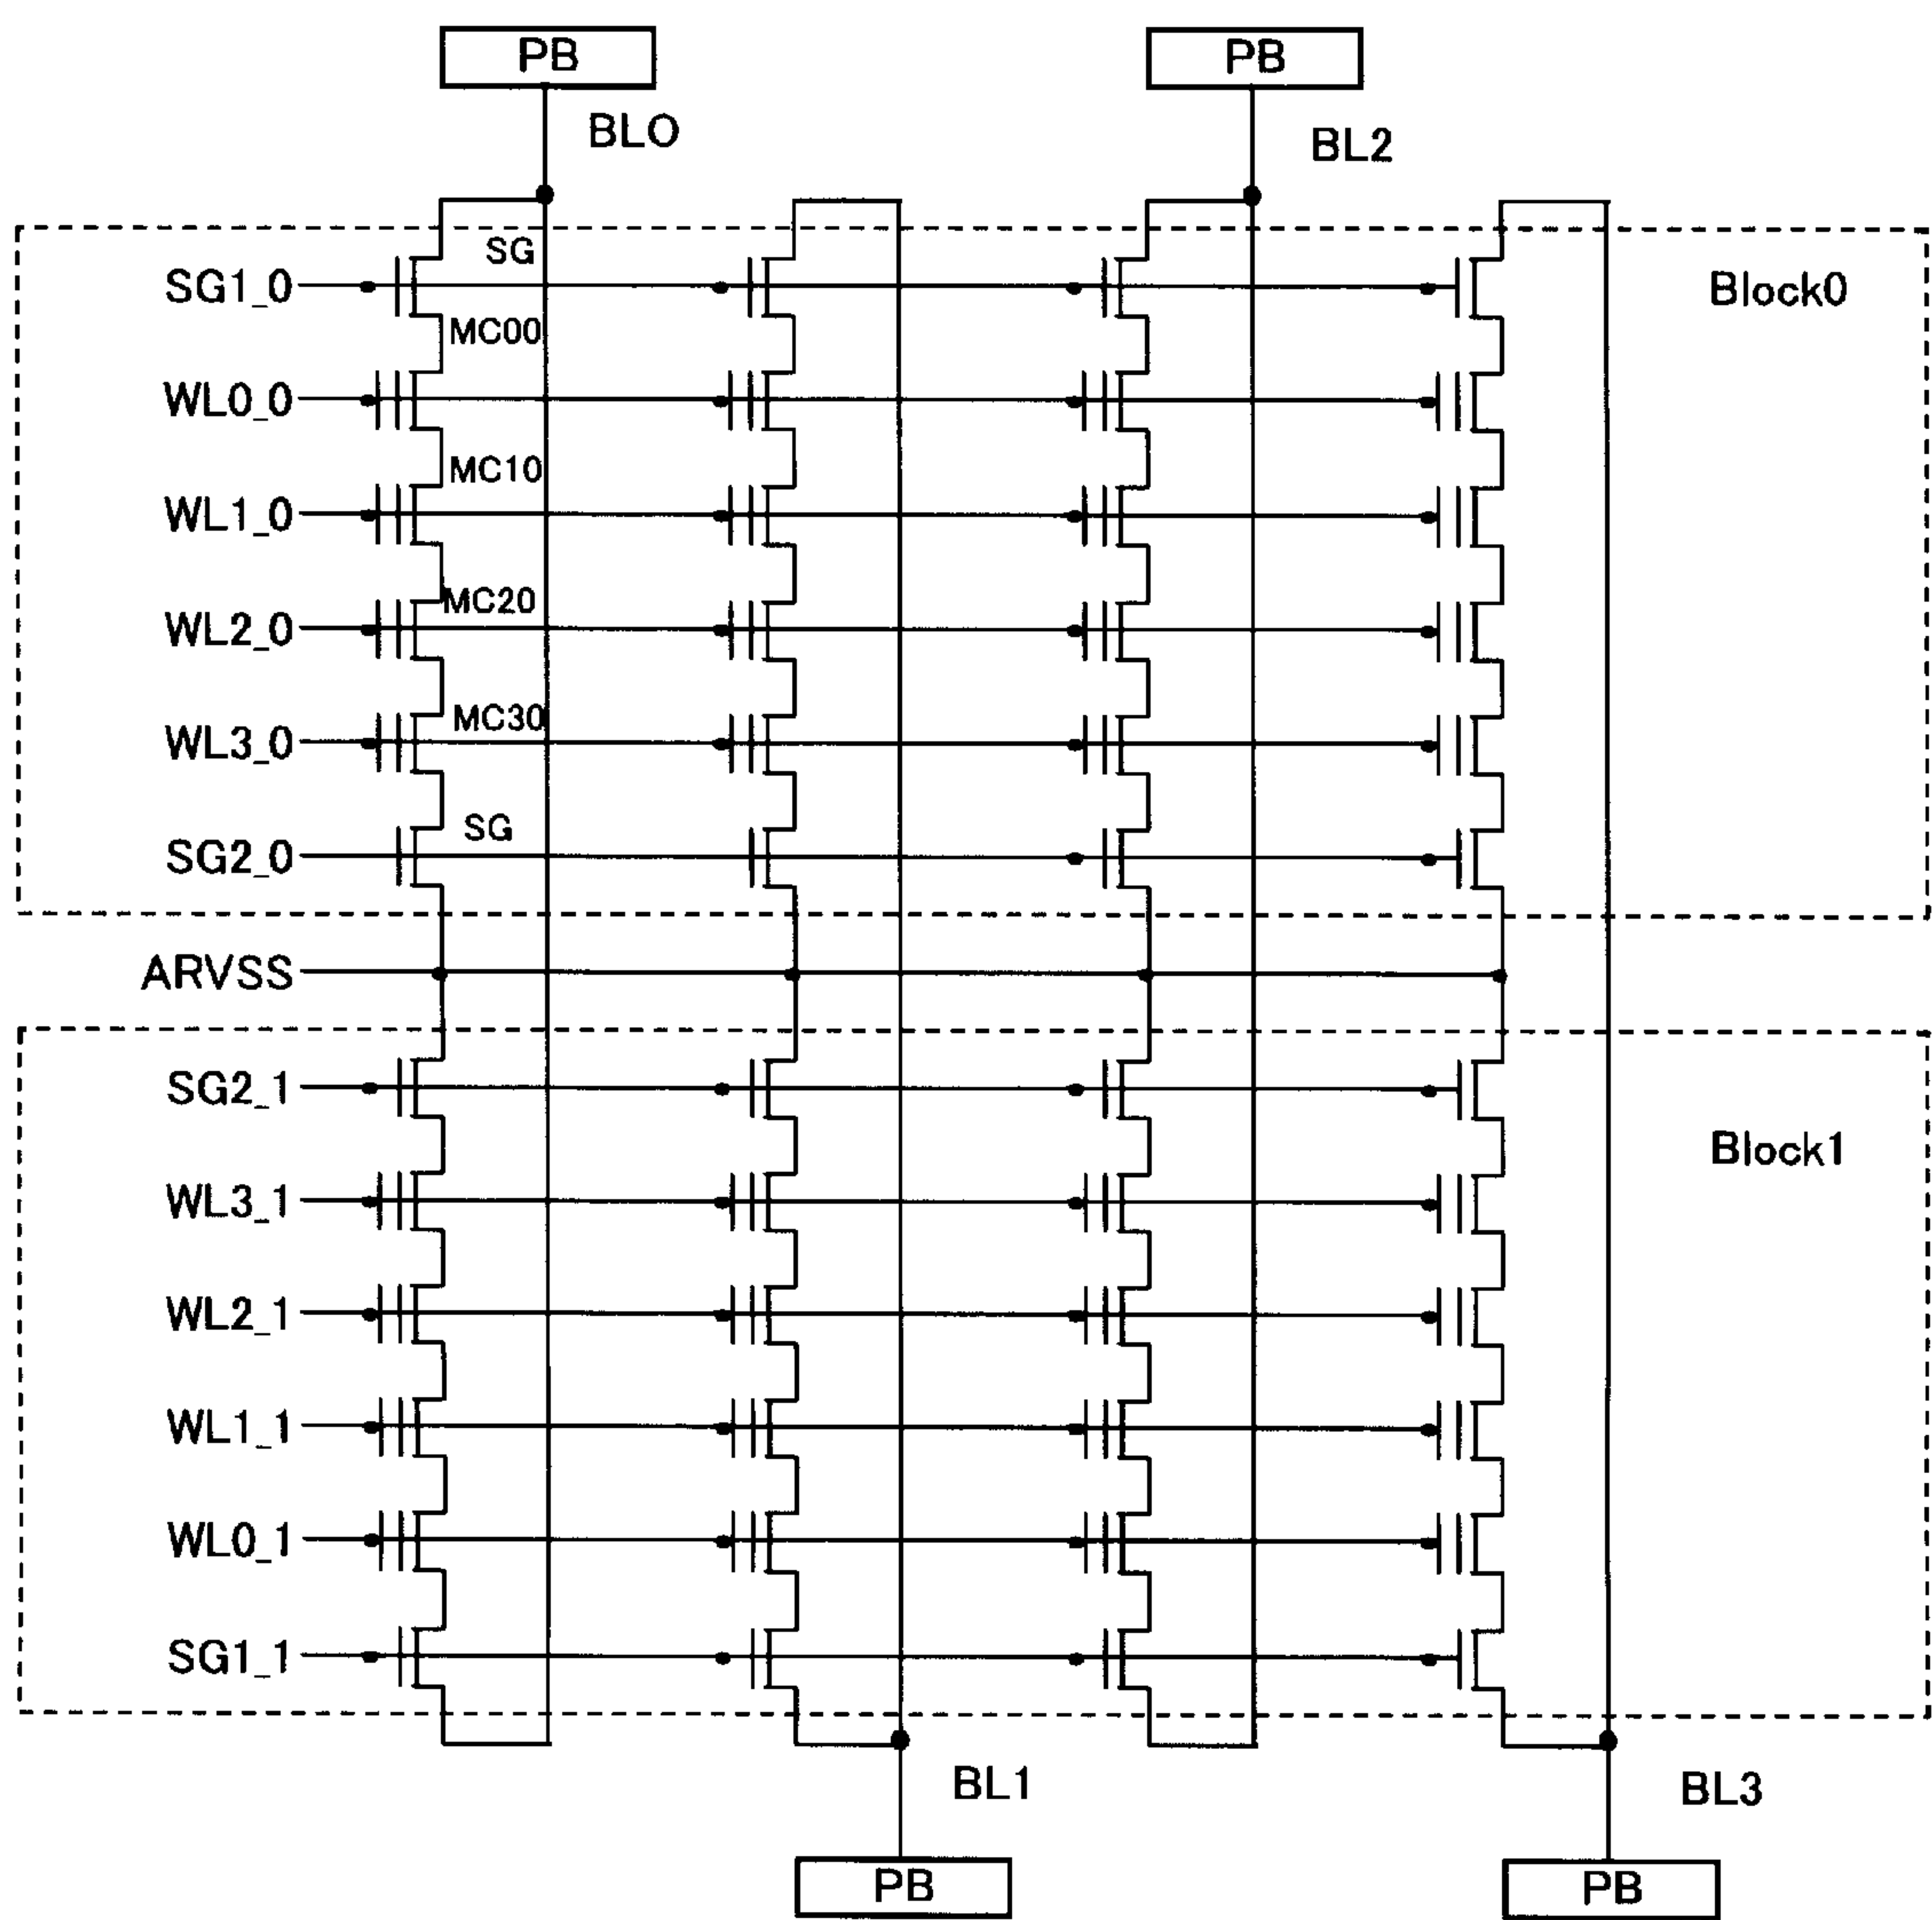 PB PB
BLO
BL2
SG
SG1_0 Block0
MC00
WL0_0
MC10
WL1_0
MC20
WL2_0
MC30
WL3_0
SG
SG2_0
ARVSS
SG2_1
Block1
WL3_1
WL2_1
WL1_1
WL0_1
SG1_1
BL1 BL3
PB PB